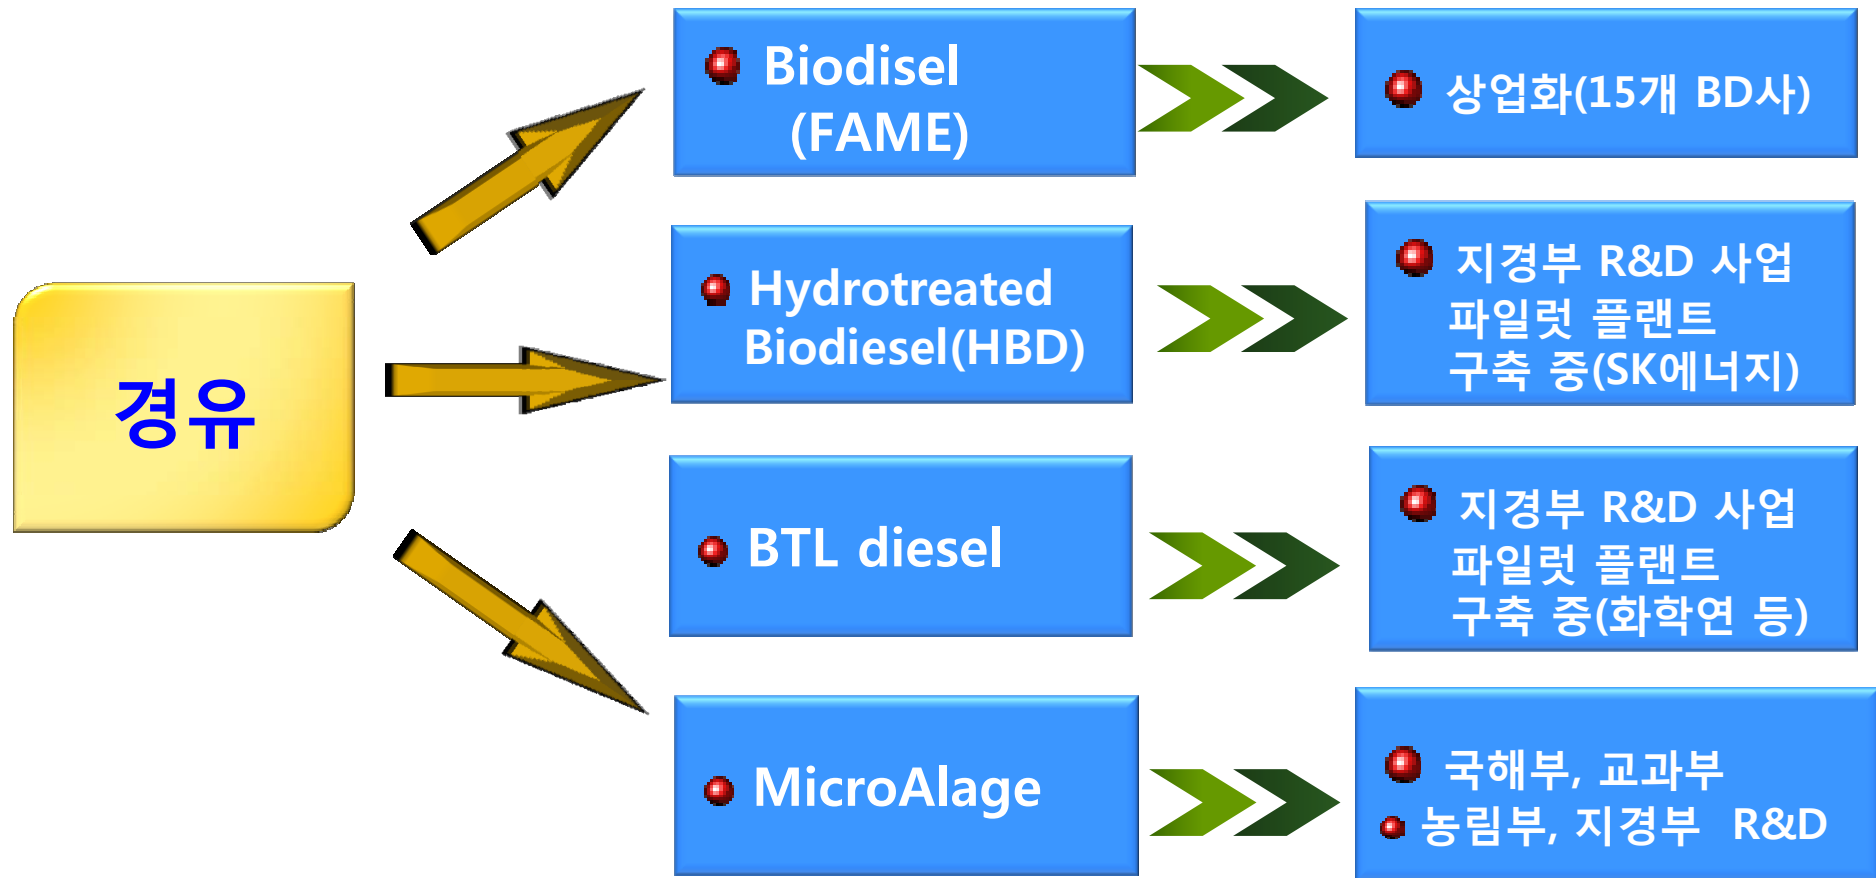 경유
Biodisel
(FAME)
상업화(15개 BD사)
Hydrotreated
Biodiesel(HBD)
지경부 R&D 사업
파일럿 플랜트
구축 중(SK에너지)
BTL diesel
지경부 R&D 사업
파일럿 플랜트
구축 중(화학연 등)
MicroAlage
국해부, 교과부
농림부, 지경부 R&D